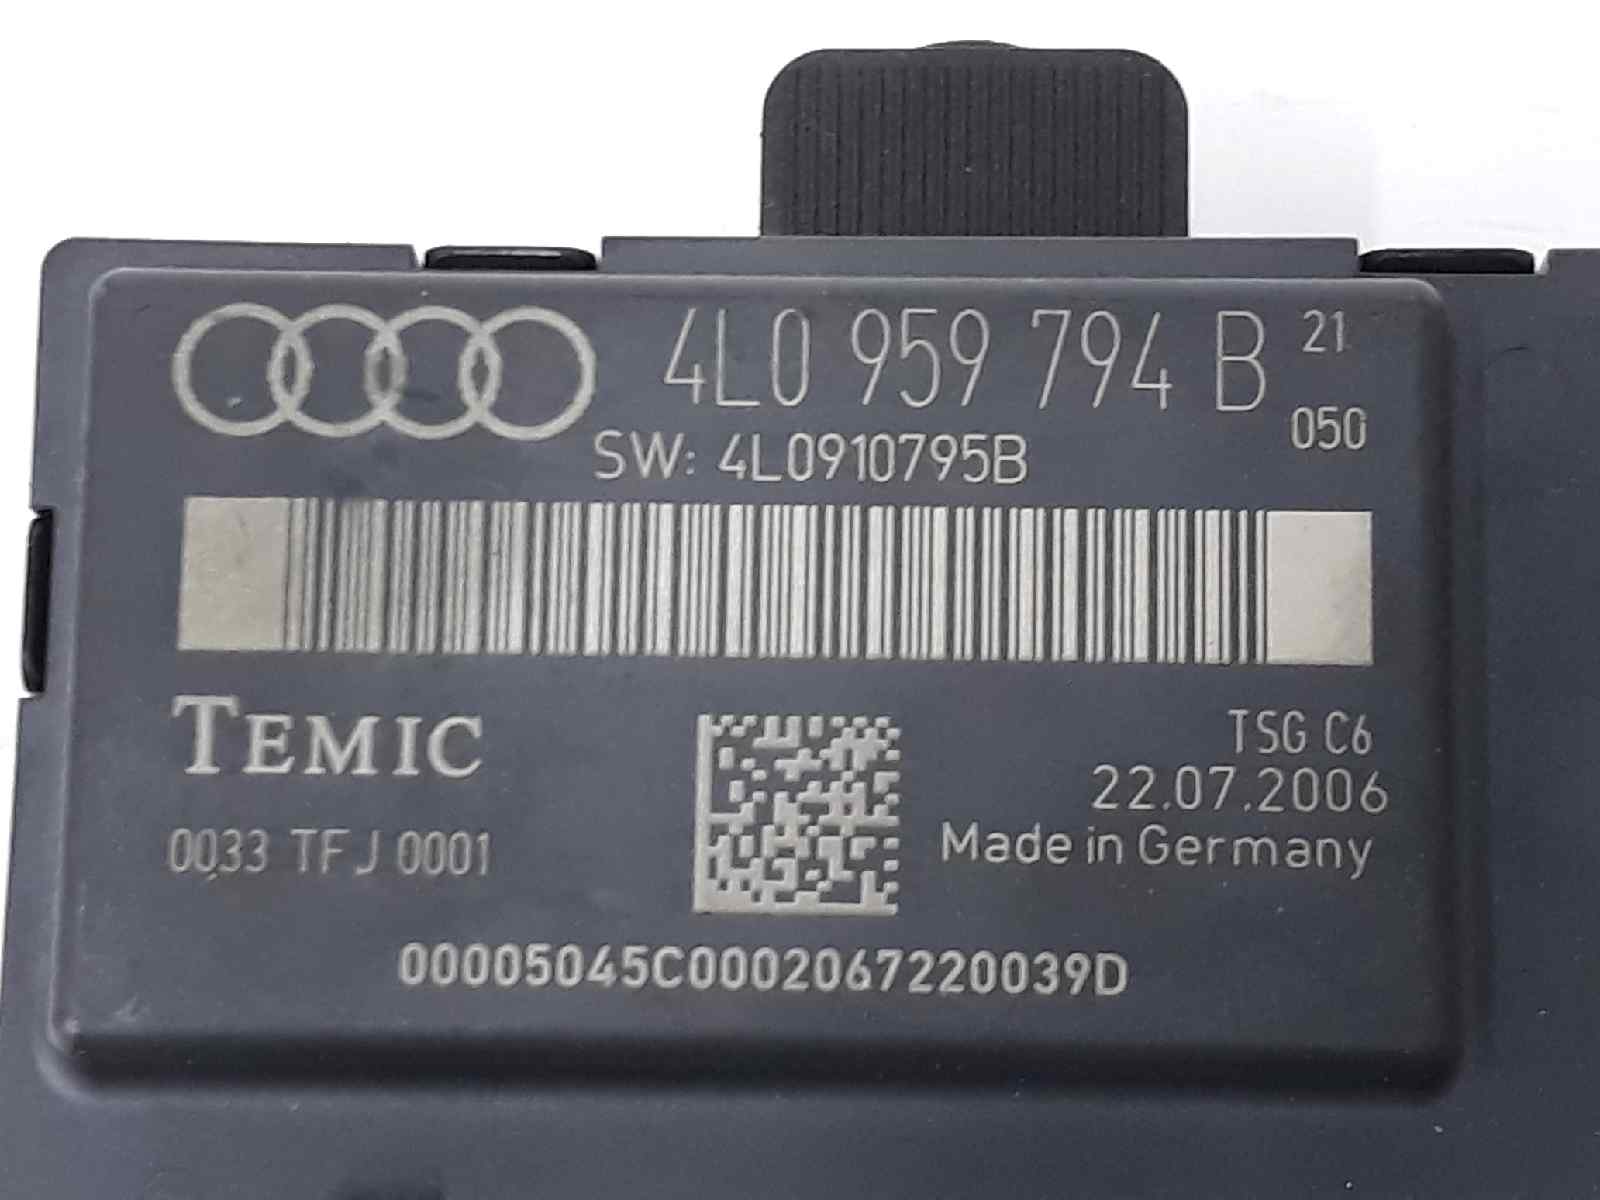 4L0 959 794 B 21
050
SW: 4L0910795B
TEMIC
TSG C6
22.07.2006
0033 TFJ 0001
Made in Germany
00005045C0002067220039D